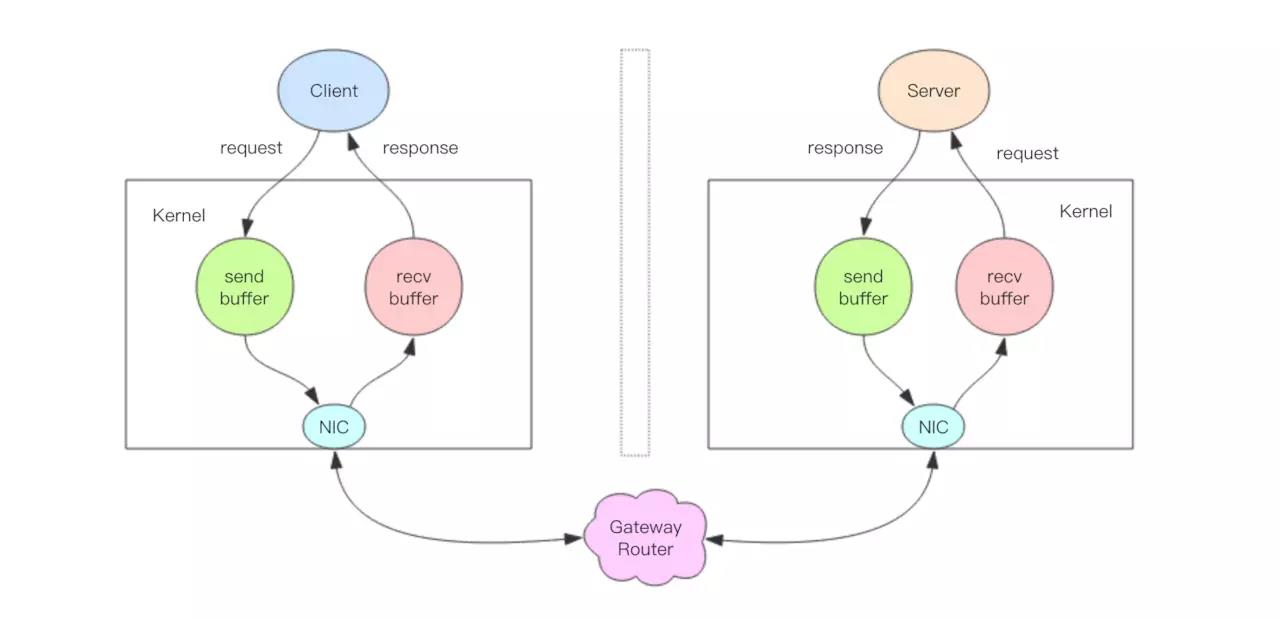 Client
Server
request
response
response
request
Kernel
Kernel
send
buffer
recv
buffer
send
buffer
recv
buffer
NIC
NIC
Gateway
Router